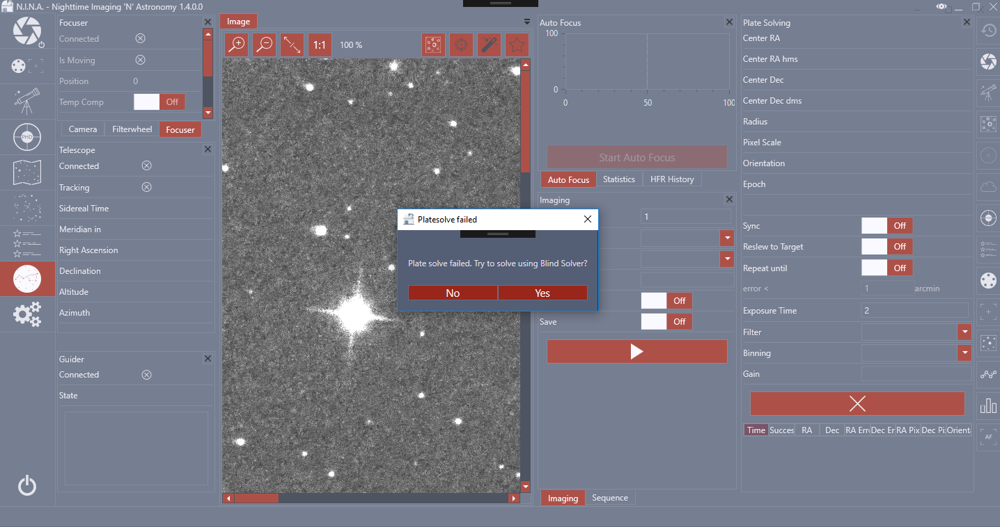 N.I.N.A. - Nighttime Imaging 'N' Astronomy 1.4.0.0
Focuser
Connected
Is Moving
Position 0
Temp Comp Off
Camera Filterwheel Focuser
Telescope
Connected
Tracking
Sidereal Time
Meridian in
Right Ascension
Declination
Altitude
Azimuth
Guider
Connected
State
PHD
Image
1:1 100 %
Platesolve failed
Plate solve failed. Try to solve using Blind Solver?
No Yes
Auto Focus
100
0
0 50 100
Start Auto Focus
Auto Focus Statistics HFR History
Imaging
1
Off
Save Off
Imaging Sequence
Plate Solving
Center RA
Center RA hms
Center Dec
Center Dec dms
Radius
Pixel Scale
Orientation
Epoch
Sync Off
Reslew to Target Off
Repeat until Off
error < 1 arcmin
Exposure Time 2
Filter
Binning
Gain
Time Succes RA Dec RA Erro Dec Er RA Pix Dec Pi Orient
AF